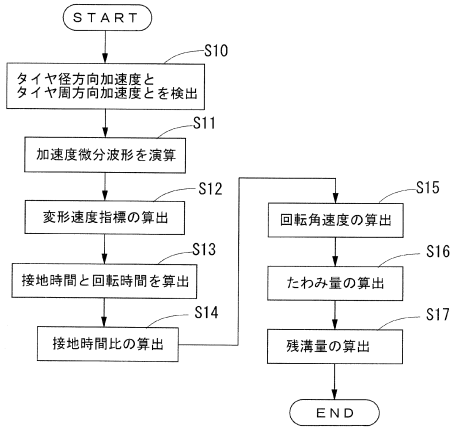 START
S10
タイヤ径方向加速度と
タイヤ周方向加速度とを検出
S11
加速度微分波形を演算
S12
変形速度指標の算出
S13
接地時間と回転時間を算出
S14
接地時間比の算出
S15
回転角速度の算出
S16
たわみ量の算出
S17
残溝量の算出
END